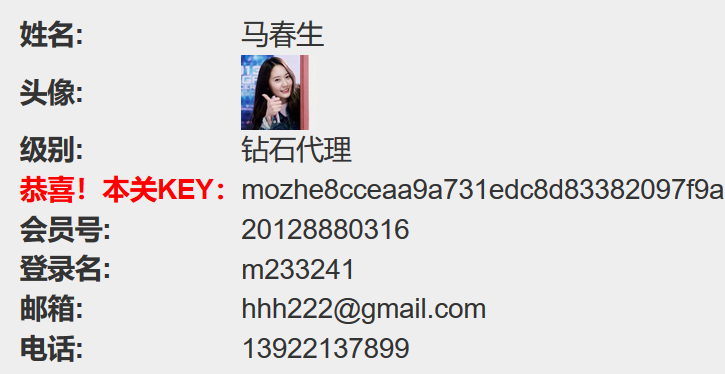 姓名: 马春生
头像:
级别: 钻石代理
恭喜！本关KEY： mozhe8cceaa9a731edc8d83382097f9a
会员号: 20128880316
登录名: m233241
邮箱: hhh222@gmail.com
电话: 13922137899